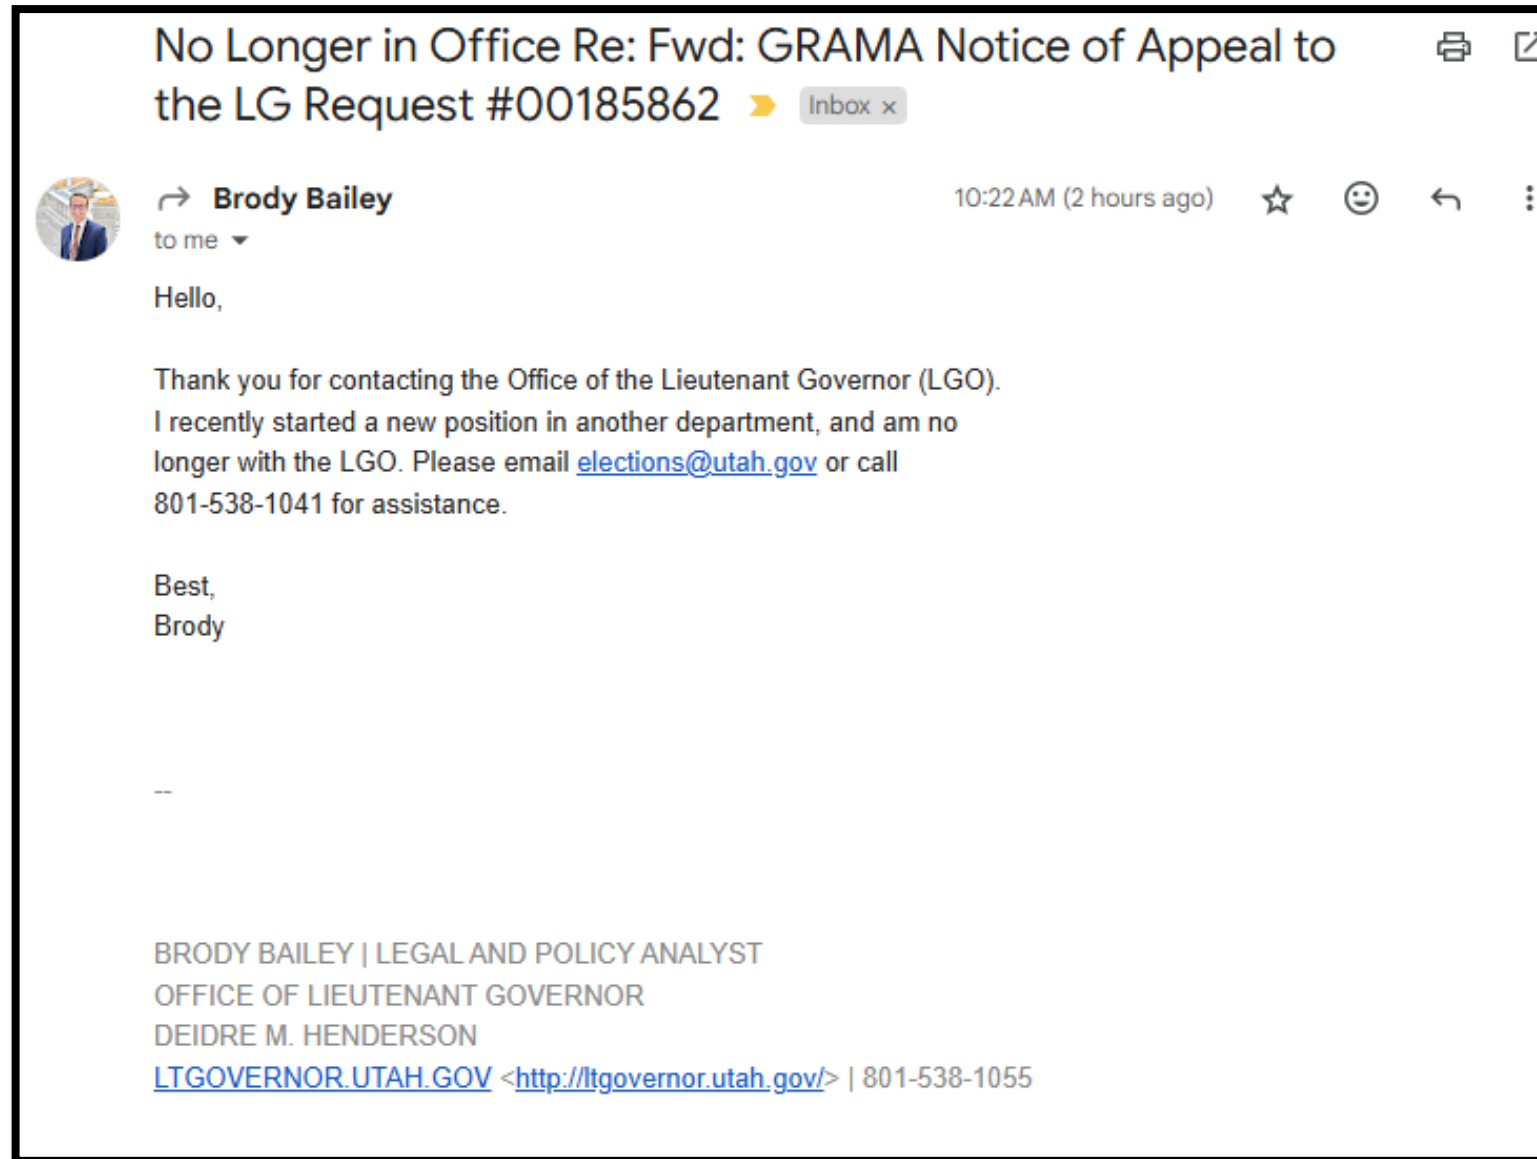 No Longer in Office Re: Fwd: GRAMA Notice of Appeal to
the LG Request #00185862 Inbox ×
Brody Bailey 10:22 AM (2 hours ago)
to me
Hello,
Thank you for contacting the Office of the Lieutenant Governor (LGO).
I recently started a new position in another department, and am no
longer with the LGO. Please email elections@utah.gov or call
801-538-1041 for assistance.
Best,
Brody
--
BRODY BAILEY | LEGAL AND POLICY ANALYST
OFFICE OF LIEUTENANT GOVERNOR
DEIDRE M. HENDERSON
LTGOVERNOR.UTAH.GOV <http://ltgovernor.utah.gov/> | 801-538-1055